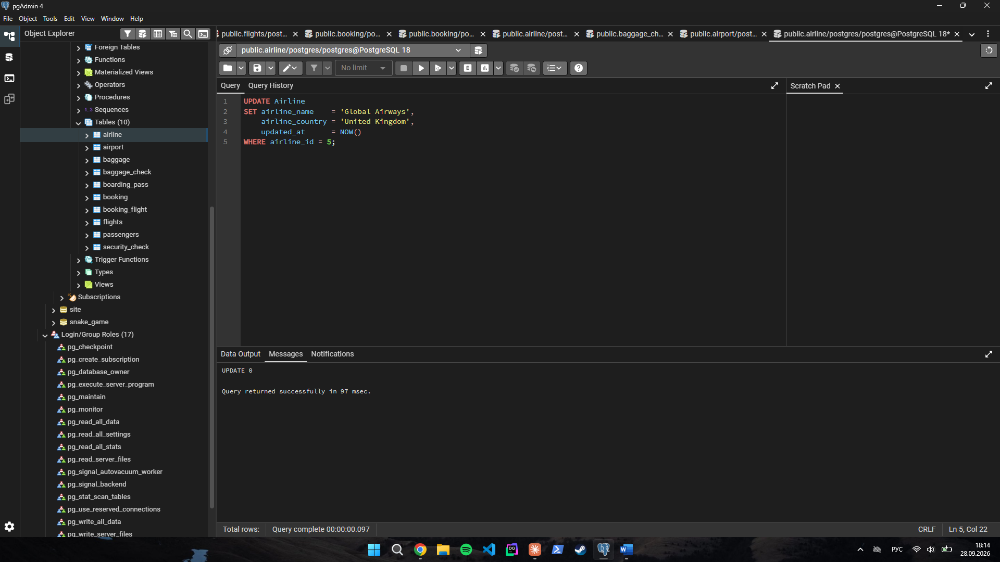 pgAdmin 4
File Object Tools Edit View Window Help
Object Explorer
Foreign Tables
Functions
Materialized Views
Operators
Procedures
1..3 Sequences
Tables (10)
airline
airport
baggage
baggage_check
boarding_pass
booking
booking_flight
flights
passengers
security_check
Trigger Functions
Types
Views
Subscriptions
site
snake_game
Login/Group Roles (17)
pg_checkpoint
pg_create_subscription
pg_database_owner
pg_execute_server_program
pg_maintain
pg_monitor
pg_read_all_data
pg_read_all_settings
pg_read_all_stats
pg_read_server_files
pg_signal_autovacuum_worker
pg_signal_backend
pg_stat_scan_tables
pg_use_reserved_connections
pg_write_all_data
pg_write_server_files
public.flights/post... public.booking/po... public.booking/po... public.airline/post... public.baggage_ch... public.airport/post... public.airline/postgres/postgres@PostgreSQL 18*
public.airline/postgres/postgres@PostgreSQL 18
No limit
E
Query Query History
Scratch Pad
1 UPDATE Airline
2 SET airline_name = 'Global Airways',
3 airline_country = 'United Kingdom',
4 updated_at = NOW()
5 WHERE airline_id = 5;
Data Output Messages Notifications
UPDATE 0
Query returned successfully in 97 msec.
Total rows: Query complete 00:00:00.097
CRLF Ln 5, Col 22
DG
РУС
18:14
28.09.2026